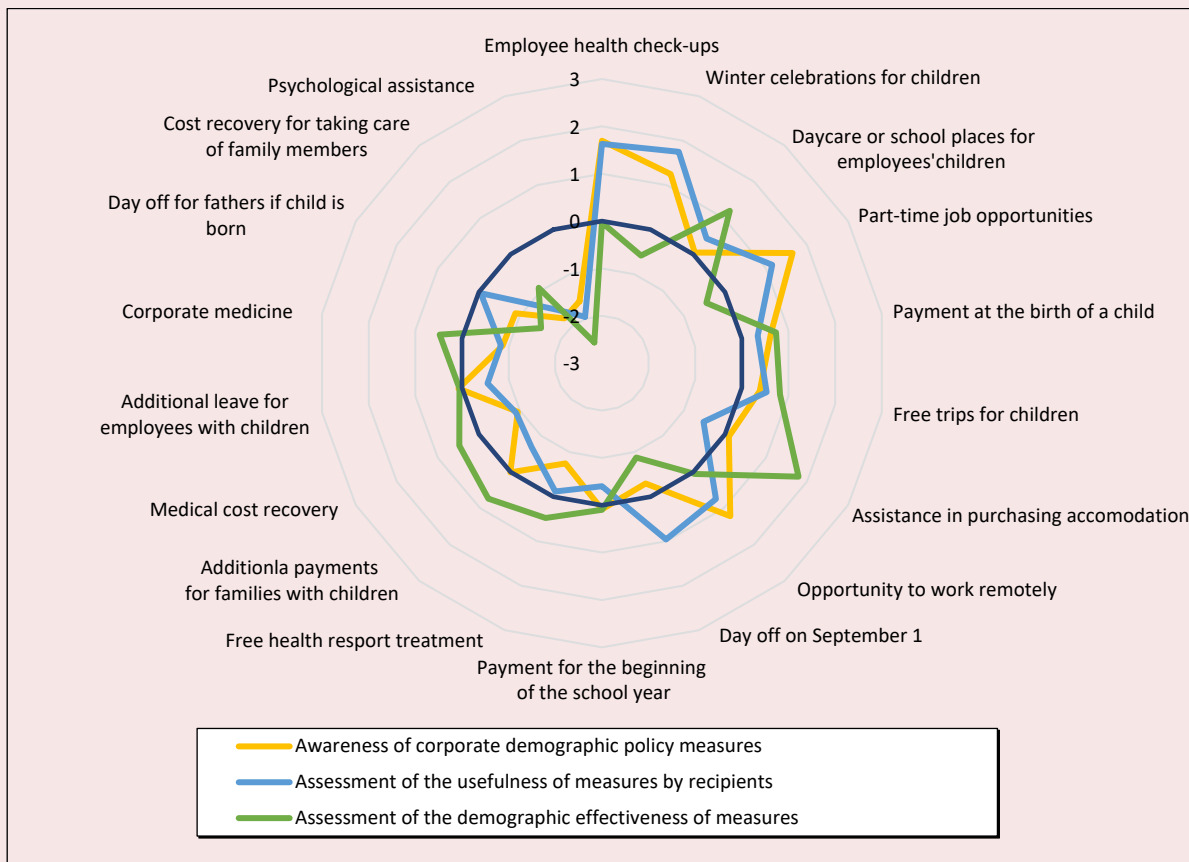 Employee health check-ups
Winter celebrations for children
Daycare or school places for
employees'children
Part-time job opportunities
Payment at the birth of a child
Free trips for children
Assistance in purchasing accomodation
Opportunity to work remotely
Day off on September 1
Payment for the beginning
of the school year
Free health resport treatment
Additionla payments
for families with children
Medical cost recovery
Additional leave for
employees with children
Corporate medicine
Day off for fathers if child is
born
Cost recovery for taking care
of family members
Psychological assistance
3
2
1
0
-1
-2
-3
Awareness of corporate demographic policy measures
Assessment of the usefulness of measures by recipients
Assessment of the demographic effectiveness of measures